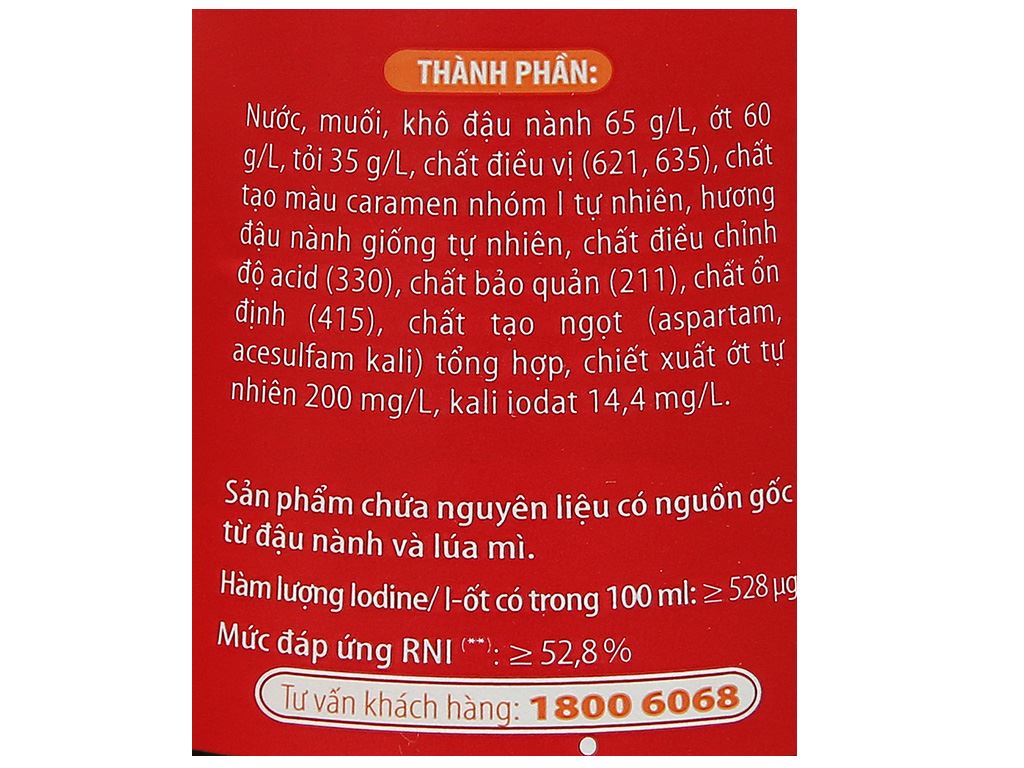 THÀNH PHẦN:
Nước, muối, khô đậu nành 65 g/L, ớt 60
g/L, tỏi 35 g/L, chất điều vị (621, 635), chất
tạo màu caramen nhóm I tự nhiên, hương
đậu nành giống tự nhiên, chất điều chỉnh
độ acid (330), chất bảo quản (211), chất ổn
định (415), chất tạo ngọt (aspartam,
acesulfam kali) tổng hợp, chiết xuất ớt tự
nhiên 200 mg/L, kali iodat 14,4 mg/L.
Sản phẩm chứa nguyên liệu có nguồn gốc
từ đậu nành và lúa mì.
Hàm lượng Iodine/ I-ốt có trong 100 ml: ≥ 528 µg
Mức đáp ứng RNI (**): ≥ 52,8 %
Tư vấn khách hàng: 1800 6068